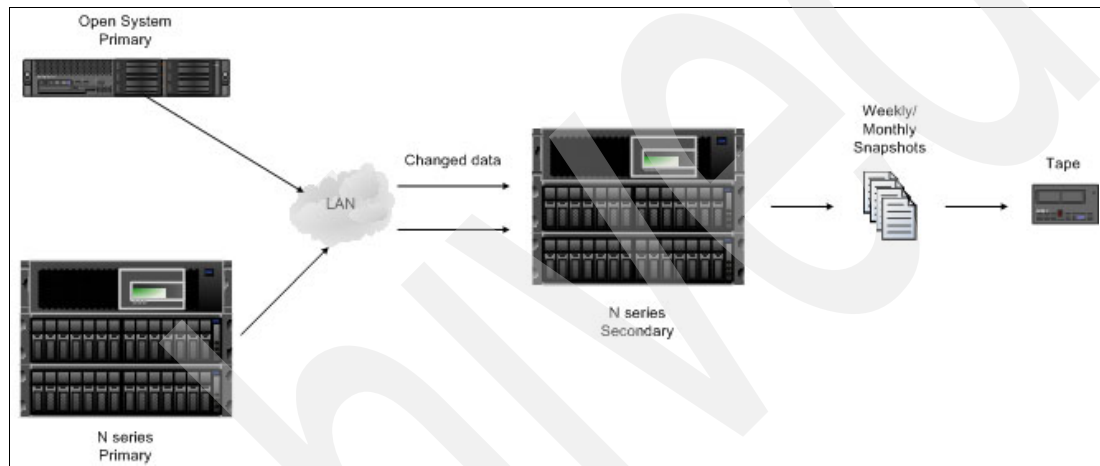 Open System
Primary
LAN
Changed data
Weekly/
Monthly
Snapshots
Tape
N series
Secondary
N series
Primary